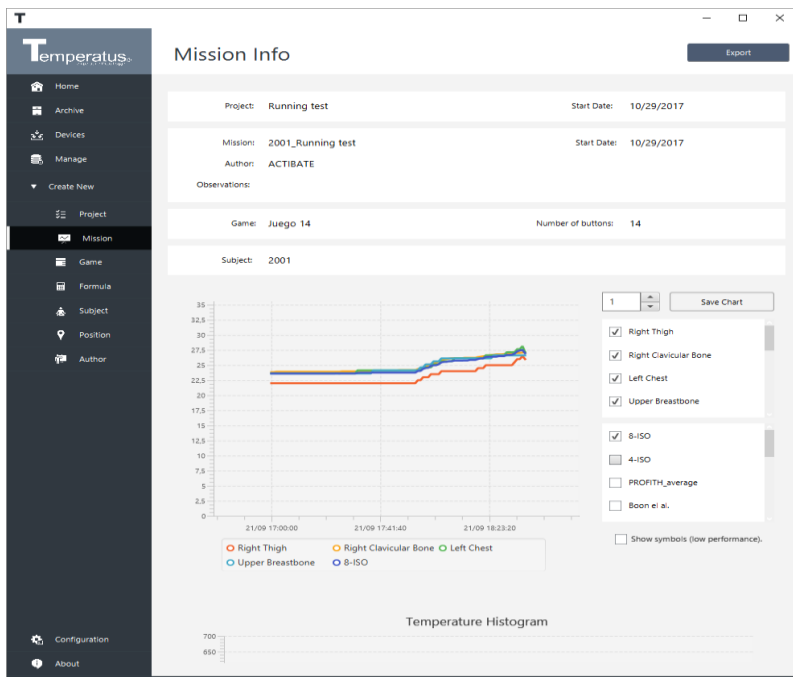 T
Temperatus
Mission Info
Export
Home
Archive
Devices
Manage
Create New
Project
Mission
Game
Formula
Subject
Position
Author
Configuration
About
Project: Running test Start Date: 10/29/2017
Mission: 2001_Running test Start Date: 10/29/2017
Author: ACTIBATE
Observations:
Game: Juego 14 Number of buttons: 14
Subject: 2001
1 Save Chart
Right Thigh
Right Clavicular Bone
Left Chest
Upper Breastbone
8-ISO
4-ISO
PROFITH_average
Boon el al.
Show symbols (low performance).
35
32,5
30
27,5
25
22,5
20
17,5
15
12,5
10
7,5
5
2,5
0
21/09 17:00:00 21/09 17:41:40 21/09 18:23:20
Right Thigh Right Clavicular Bone Left Chest
Upper Breastbone 8-ISO
Temperature Histogram
700
650